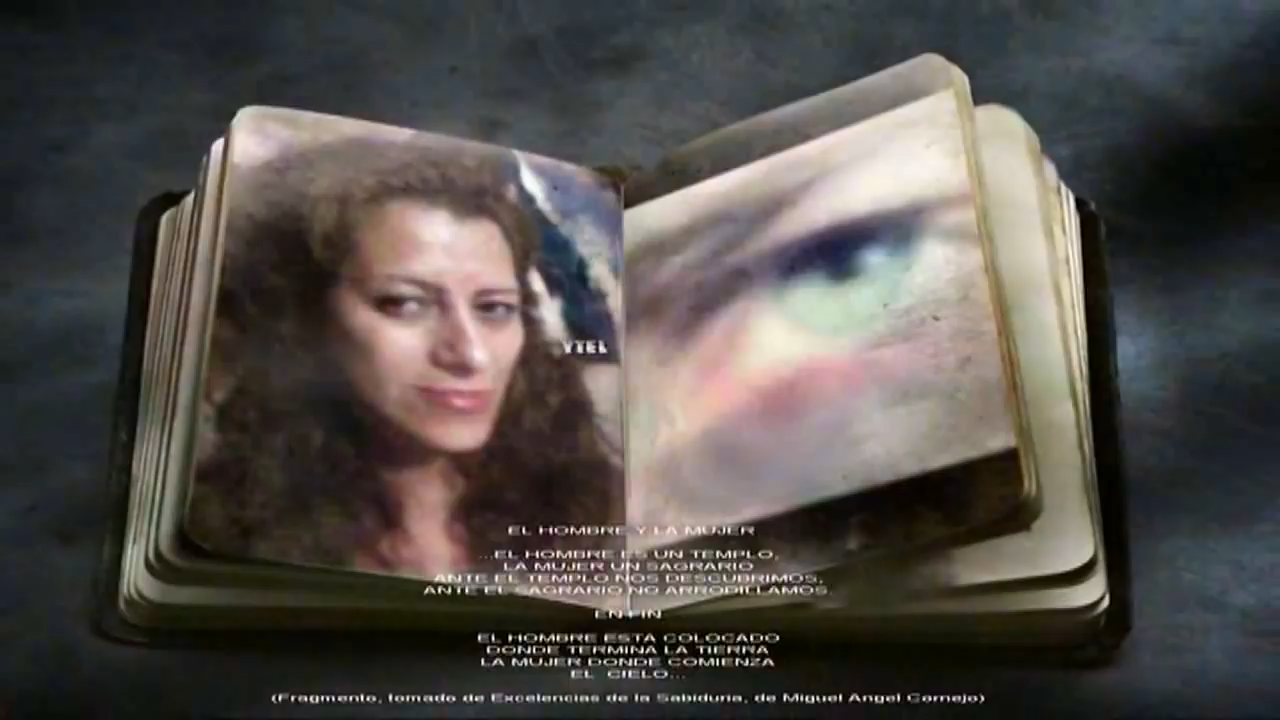 YTEL
EL HOMBRE Y LA MUJER
...EL HOMBRE ES UN TEMPLO,
LA MUJER UN SAGRARIO
ANTE EL TEMPLO NOS DESCUBRIMOS,
ANTE EL SAGRARIO NO ARRODILLAMOS.
EN FIN
EL HOMBRE ESTA COLOCADO
DONDE TERMINA LA TIERRA
LA MUJER DONDE COMIENZA
EL CIELO...
(Fragmento, tomado de Excelencias de la Sabiduria, de Miguel Angel Cornejo)